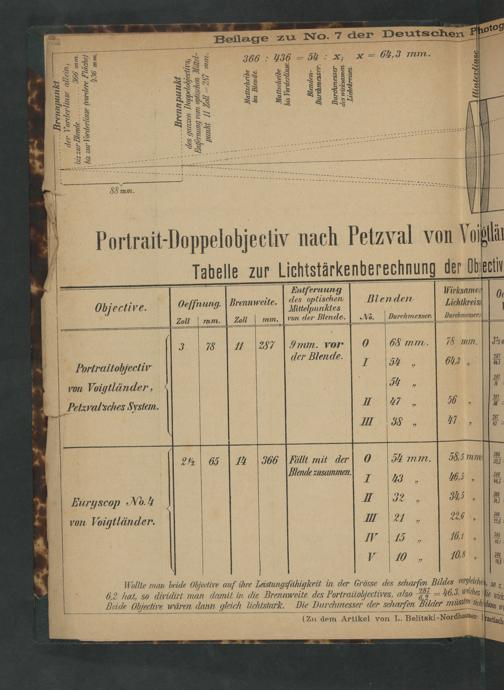 Beilage zu No. 7 der Deutschen Photog
366 : 436 = 54 : x, x = 64,3 mm.
Mattscheibe
bis Blende.
Mattscheibe
bis Vorderlinse.
Blenden-
Durchmesser.
Durchmesser
des wirksamen
Lichtkreises.
Hinterlinse
Brennpunkt
der Vorderlinse allein,
bis zur Blende ........ 366 mm.
bis zur Vorderlinse (vordere Fläche)
436 mm.
Brennpunkt
des ganzen Doppelobjectivs,
Entfernung vom optischen Mittel-
punkt 11 Zoll = 287 mm.
88 mm.
Portrait-Doppelobjectiv nach Petzval von Voigtlän
Tabelle zur Lichtstärkenberechnung der Objectiv
Objective.
Oeffnung.
Zoll mm.
Brennweite.
Zoll mm.
Entfernung
des optischen
Mittelpunktes
von der Blende.
Blenden
No. Durchmesser.
Wirksamer
Lichtkreis
Durchmesser.
Portraitobjectiv
von Voigtländer,
Petzval'sches System.
3 78 11 287 9 mm. vor
der Blende.
0 68 mm. 78 mm.
I 54 „ 64,3 „
54 „
II 47 „ 56 „
III 38 „ 47 „
Euryscop No. 4
von Voigtländer.
2½ 65 14 366 Fällt mit der
Blende zusammen.
0 54 mm. 58,5 mm
I 43 „ 46,5 „
II 32 „ 34,5 „
III 21 „ 22,6 „
IV 15 „ 16,1 „
V 10 „ 10,8 „
Wollte man beide Objective auf ihre Leistungsfähigkeit in der Grösse des scharfen Bildes vergleichen, so z.
6,2 hat, so dividirt man damit in die Brennweite des Portraitobjectives, also 287/6,2 = 46,3, welches die wirk
Beide Objective wären dann gleich lichtstark. Die Durchmesser der scharfen Bilder müssten
(Zu dem Artikel von L. Belitski-Nordhausen